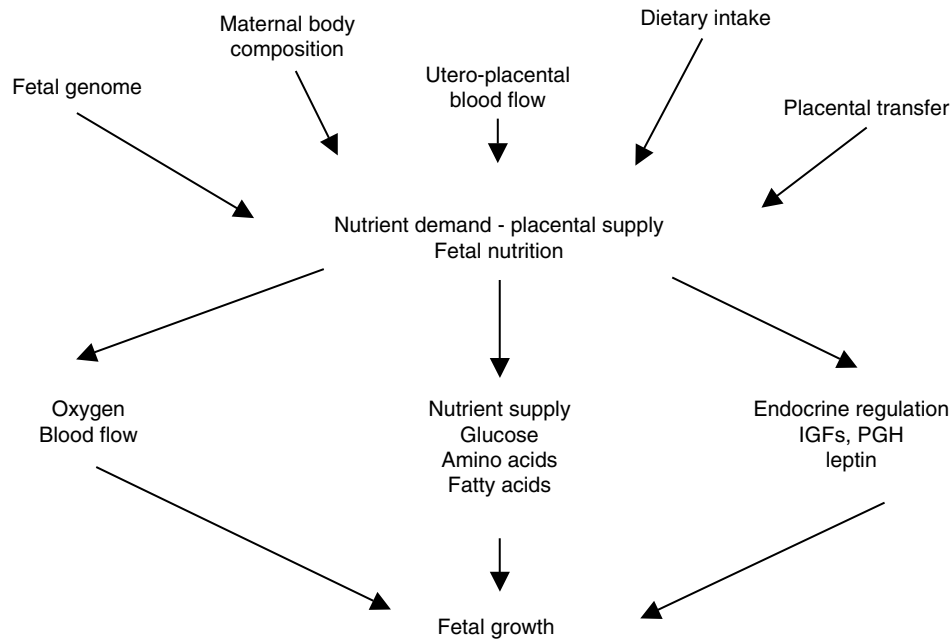 Dietary intake
Maternal body
composition
Utero-placental
blood flow
Fetal genome
Placental transfer
Nutrient demand - placental supply
Fetal nutrition
Oxygen
Blood flow
Nutrient supply
Glucose
Amino acids
Fatty acids
Endocrine regulation
IGFs, PGH
leptin
Fetal growth